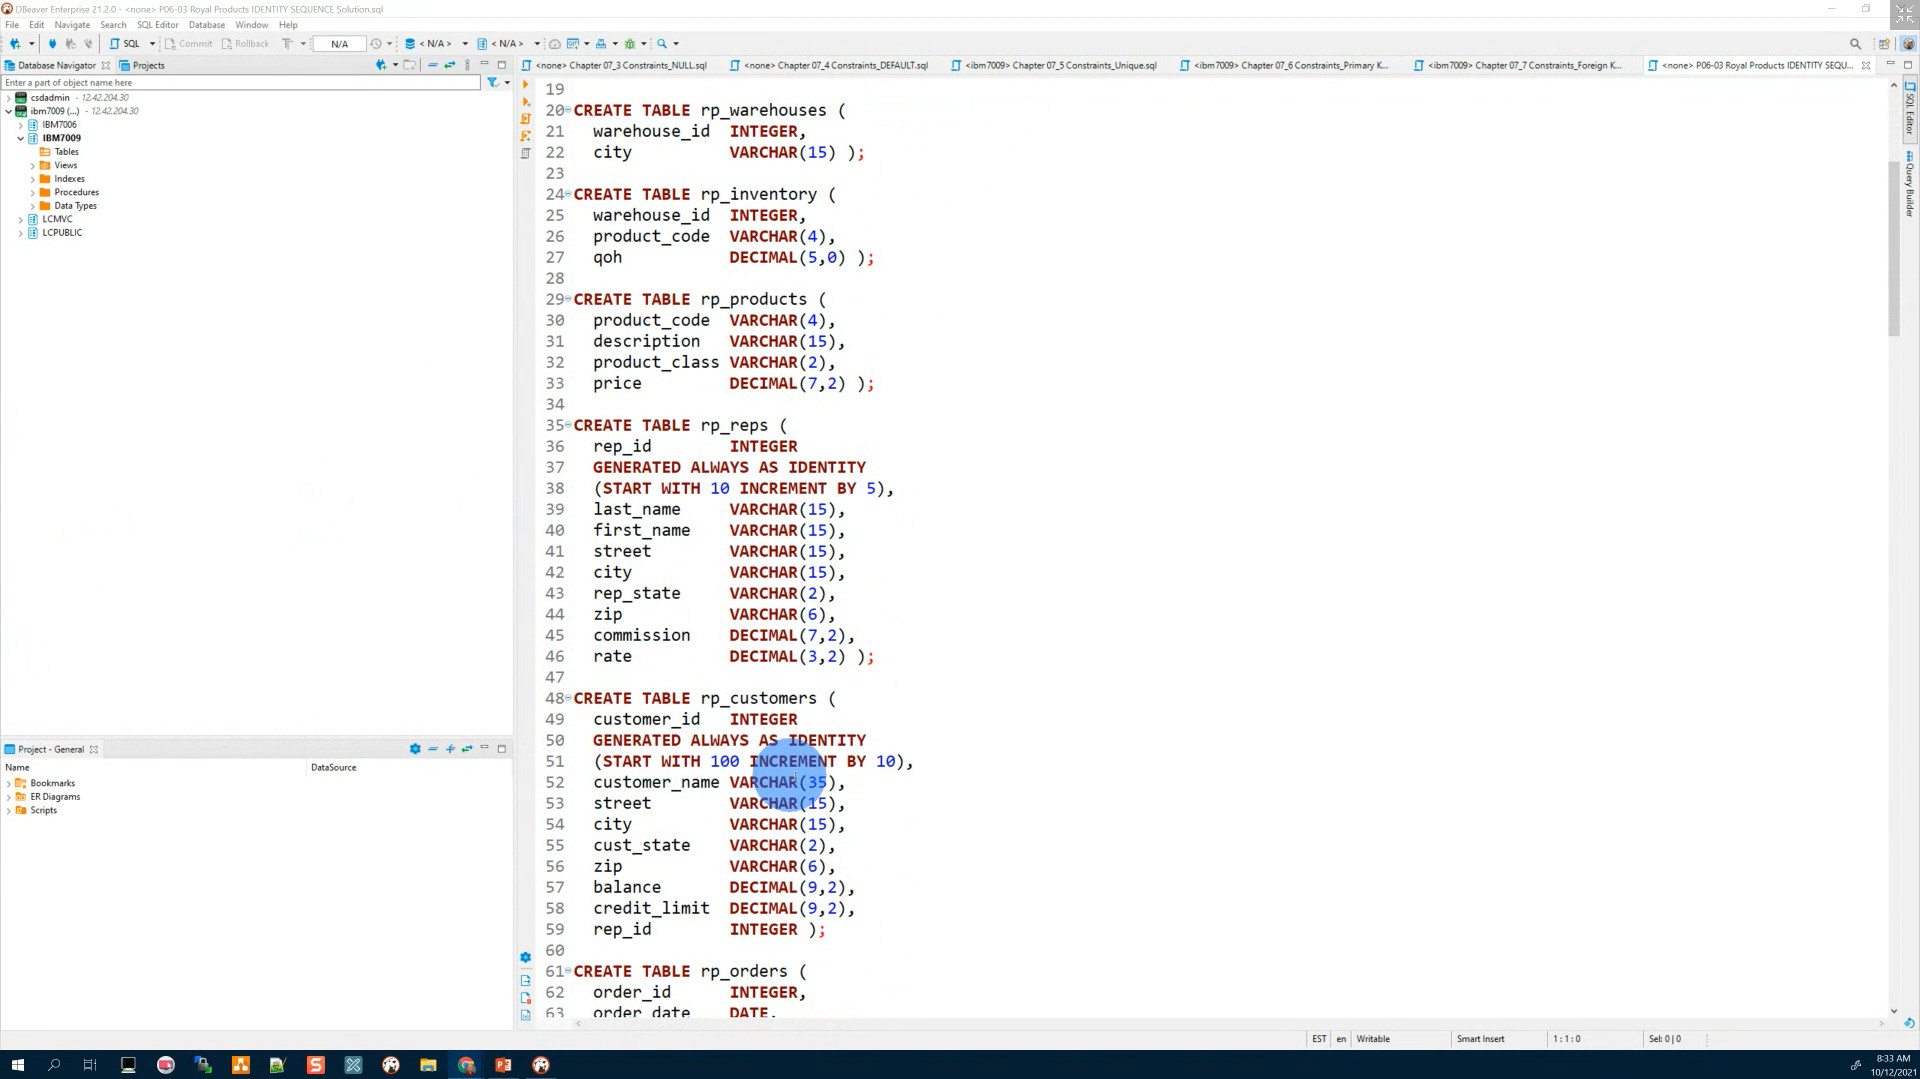 DBeaver Enterprise 21.2.0 - <none> P06-03 Royal Products IDENTITY SEQUENCE Solution.sql
File Edit Navigate Search SQL Editor Database Window Help
SQL Commit Rollback T N/A < N/A > < N/A >
Database Navigator Projects
<none> Chapter 07_3 Constraints_NULL.sql <none> Chapter 07_4 Constraints_DEFAULT.sql <ibm7009> Chapter 07_5 Constraints_Unique.sql <ibm7009> Chapter 07_6 Constraints_Primary K... <ibm7009> Chapter 07_7 Constraints_Foreign K... <none> P06-03 Royal Products IDENTITY SEQU...
Enter a part of object name here
csdadmin - 12.42.204.30
ibm7009 (...) - 12.42.204.30
IBM7006
IBM7009
Tables
Views
Indexes
Procedures
Data Types
LCMVC
LCPUBLIC
19
20 CREATE TABLE rp_warehouses (
21 warehouse_id INTEGER,
22 city VARCHAR(15) );
23
24 CREATE TABLE rp_inventory (
25 warehouse_id INTEGER,
26 product_code VARCHAR(4),
27 qoh DECIMAL(5,0) );
28
29 CREATE TABLE rp_products (
30 product_code VARCHAR(4),
31 description VARCHAR(15),
32 product_class VARCHAR(2),
33 price DECIMAL(7,2) );
34
35 CREATE TABLE rp_reps (
36 rep_id INTEGER
37 GENERATED ALWAYS AS IDENTITY
38 (START WITH 10 INCREMENT BY 5),
39 last_name VARCHAR(15),
40 first_name VARCHAR(15),
41 street VARCHAR(15),
42 city VARCHAR(15),
43 rep_state VARCHAR(2),
44 zip VARCHAR(6),
45 commission DECIMAL(7,2),
46 rate DECIMAL(3,2) );
47
48 CREATE TABLE rp_customers (
49 customer_id INTEGER
50 GENERATED ALWAYS AS IDENTITY
51 (START WITH 100 INCREMENT BY 10),
52 customer_name VARCHAR(35),
53 street VARCHAR(15),
54 city VARCHAR(15),
55 cust_state VARCHAR(2),
56 zip VARCHAR(6),
57 balance DECIMAL(9,2),
58 credit_limit DECIMAL(9,2),
59 rep_id INTEGER );
60
61 CREATE TABLE rp_orders (
62 order_id INTEGER,
63 order_date DATE,
SQL Editor
Query Builder
Project - General
Name DataSource
Bookmarks
ER Diagrams
Scripts
EST en Writable Smart Insert 1 : 1 : 0 Sel: 0 | 0
8:33 AM
10/12/2021